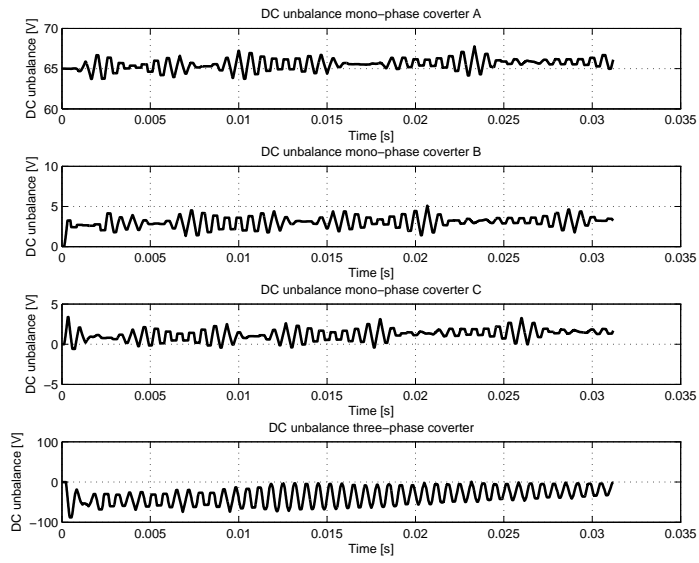 DC unbalance mono−phase coverter A
DC unbalance [V]
70
65
60
0 0.005 0.01 0.015 0.02 0.025 0.03 0.035
Time [s]
DC unbalance mono−phase coverter B
DC unbalance [V]
10
5
0
0 0.005 0.01 0.015 0.02 0.025 0.03 0.035
Time [s]
DC unbalance mono−phase coverter C
DC unbalance [V]
5
0
−5
0 0.005 0.01 0.015 0.02 0.025 0.03 0.035
Time [s]
DC unbalance three−phase coverter
DC unbalance [V]
100
0
−100
0 0.005 0.01 0.015 0.02 0.025 0.03 0.035
Time [s]